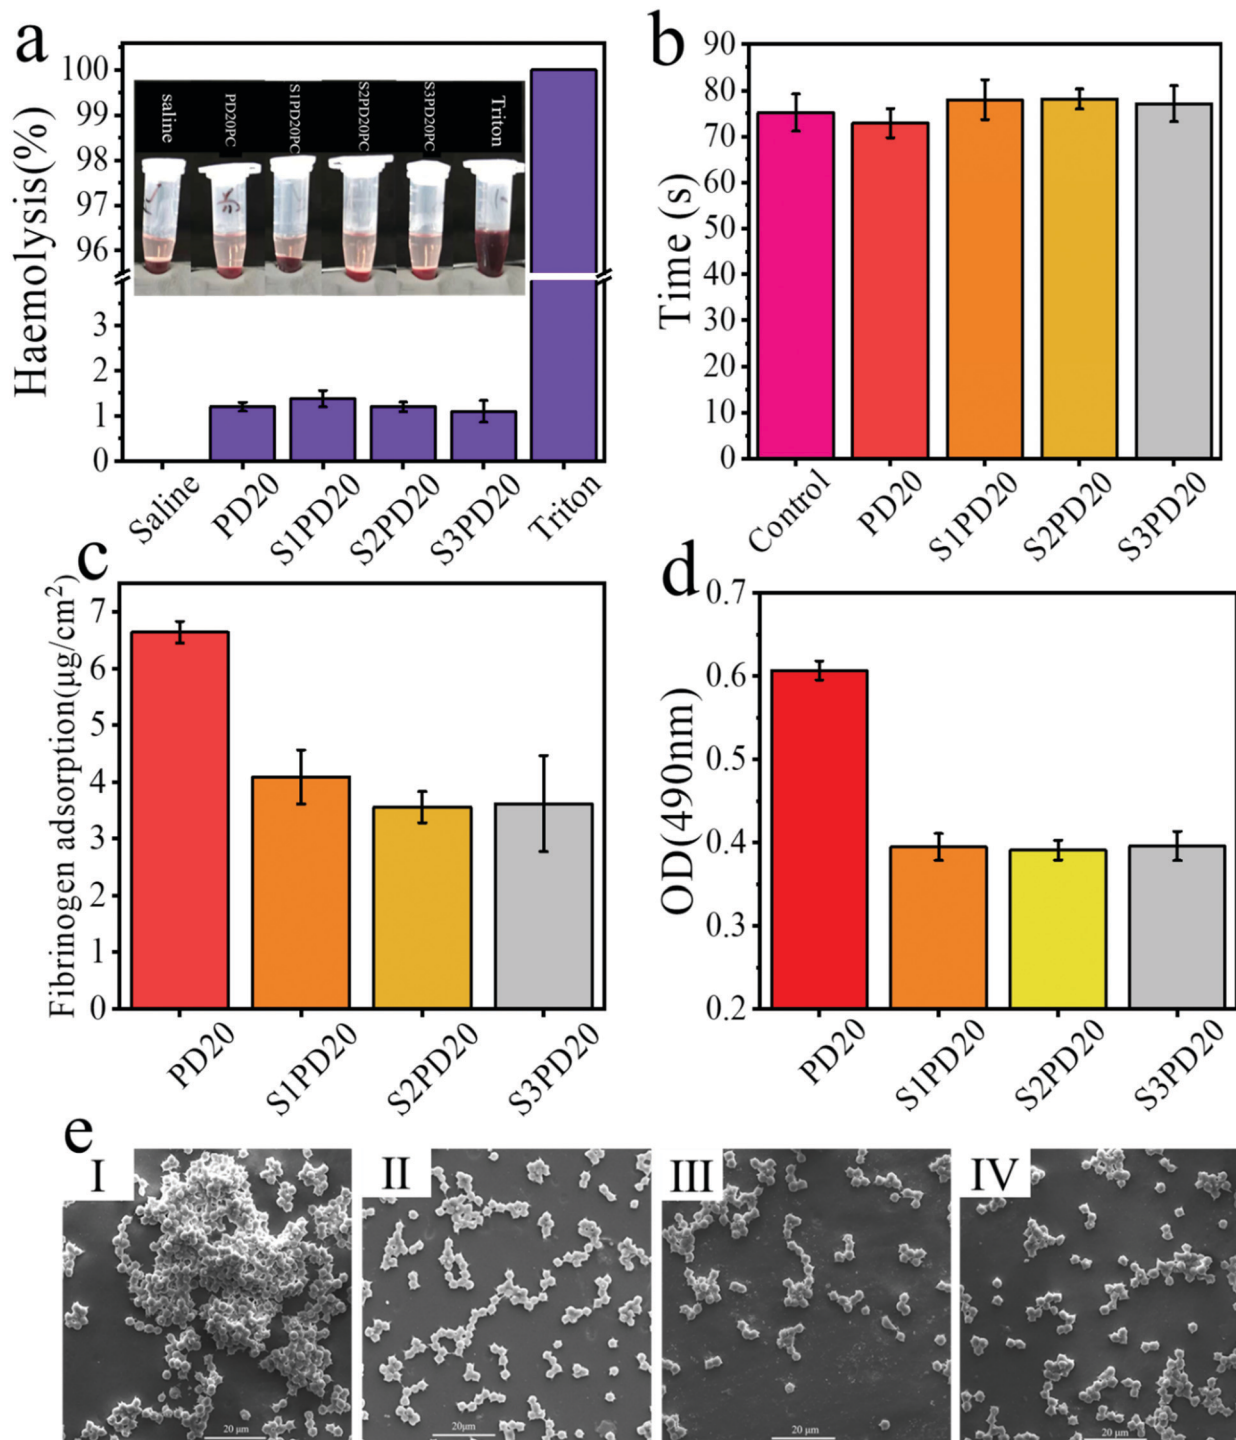 a
Haemolysis(%)
100
99
98
97
96
3
2
1
0
saline
PD20PC
S1PD20PC
S2PD20PC
S3PD20PC
Triton
Saline
PD20
S1PD20
S2PD20
S3PD20
Triton
b
Time (s)
90
80
70
60
50
40
30
20
10
0
Control
PD20
S1PD20
S2PD20
S3PD20
c
Fibrinogen adsorption(μg/cm²)
7
6
5
4
3
2
1
0
PD20
S1PD20
S2PD20
S3PD20
d
OD(490nm)
0.7
0.6
0.5
0.4
0.3
0.2
PD20
S1PD20
S2PD20
S3PD20
e
I
II
III
IV
20 μm
20μm
20 μm
20 μm